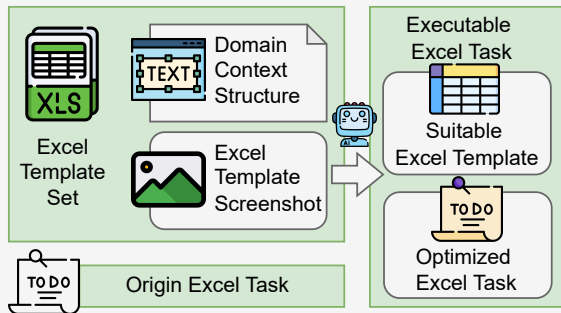 XLS
Excel
Template
Set
TEXT
Domain
Context
Structure
Excel
Template
Screenshot
AI
Executable
Excel Task
Suitable
Excel Template
TO DO
Optimized
Excel Task
TO DO
Origin Excel Task